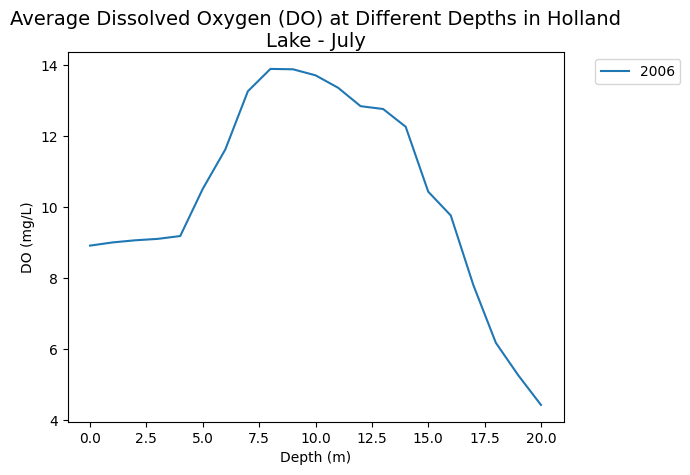 Average Dissolved Oxygen (DO) at Different Depths in Holland
Lake - July
2006
14
12
10
8
6
4
DO (mg/L)
0.0 2.5 5.0 7.5 10.0 12.5 15.0 17.5 20.0
Depth (m)